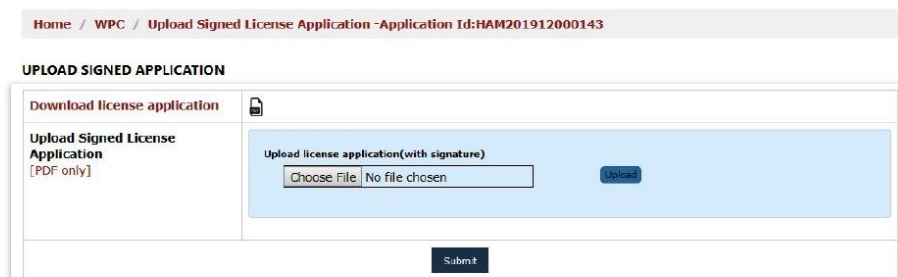 Home / WPC / Upload Signed License Application -Application Id:HAM201912000143
UPLOAD SIGNED APPLICATION
Download license application
Upload Signed License
Application
[PDF only]
Upload license application(with signature)
Choose File No file chosen
Upload
Submit